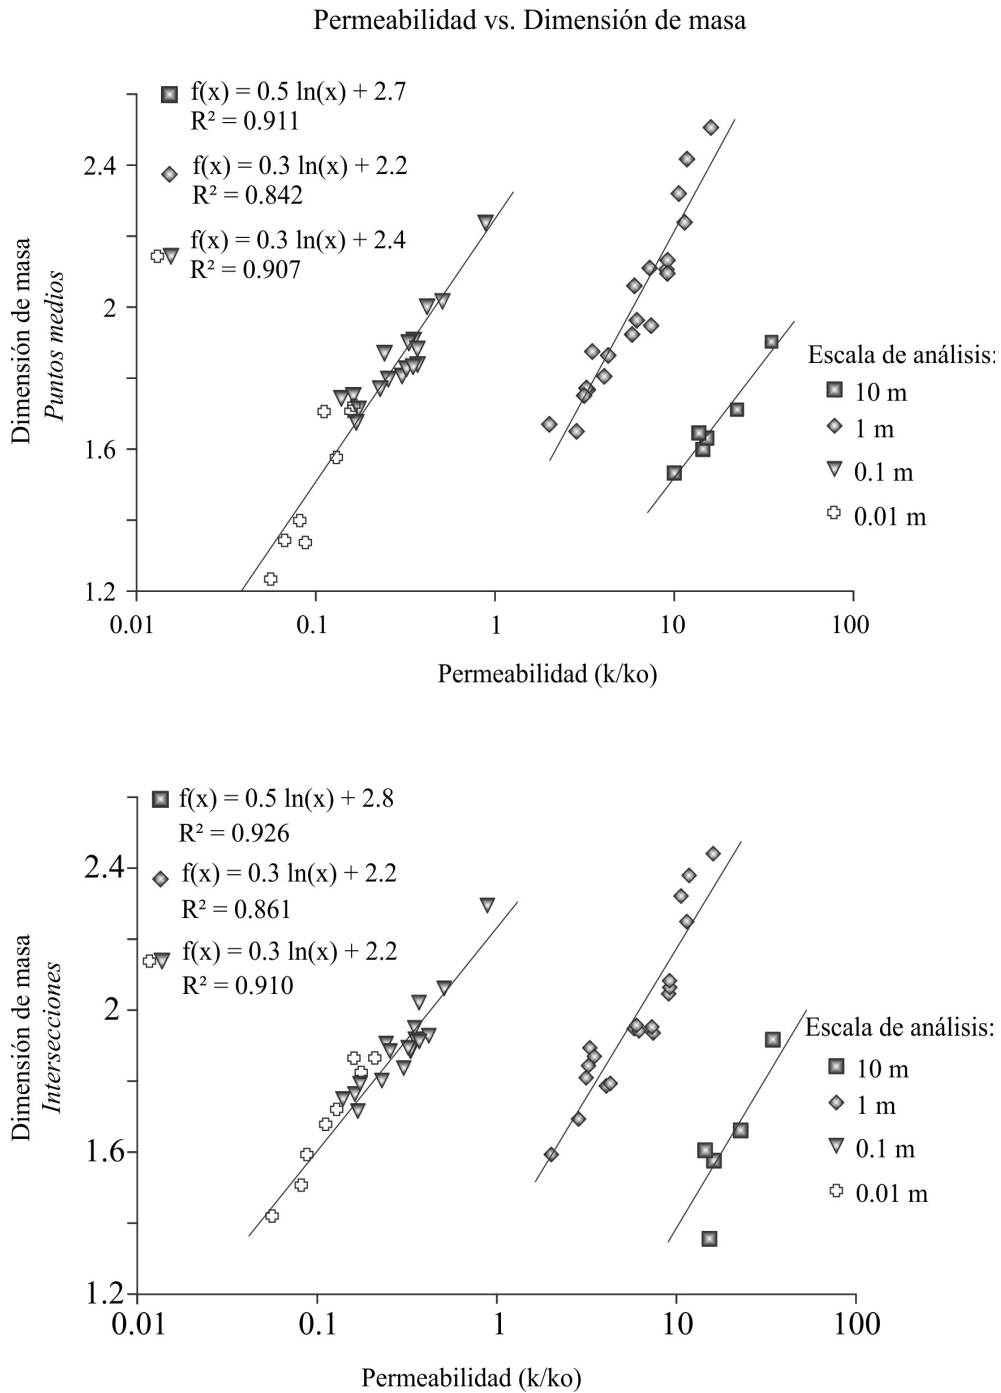 Permeabilidad vs. Dimensión de masa
f(x) = 0.5 ln(x) + 2.7
R² = 0.911
f(x) = 0.3 ln(x) + 2.2
R² = 0.842
f(x) = 0.3 ln(x) + 2.4
R² = 0.907
Dimensión de masa
Puntos medios
2.4
2
1.6
1.2
0.01
0.1
1
10
100
Permeabilidad (k/ko)
Escala de análisis:
10 m
1 m
0.1 m
0.01 m
f(x) = 0.5 ln(x) + 2.8
R² = 0.926
f(x) = 0.3 ln(x) + 2.2
R² = 0.861
f(x) = 0.3 ln(x) + 2.2
R² = 0.910
Dimensión de masa
Intersecciones
2.4
2
1.6
1.2
0.01
0.1
1
10
100
Permeabilidad (k/ko)
Escala de análisis:
10 m
1 m
0.1 m
0.01 m